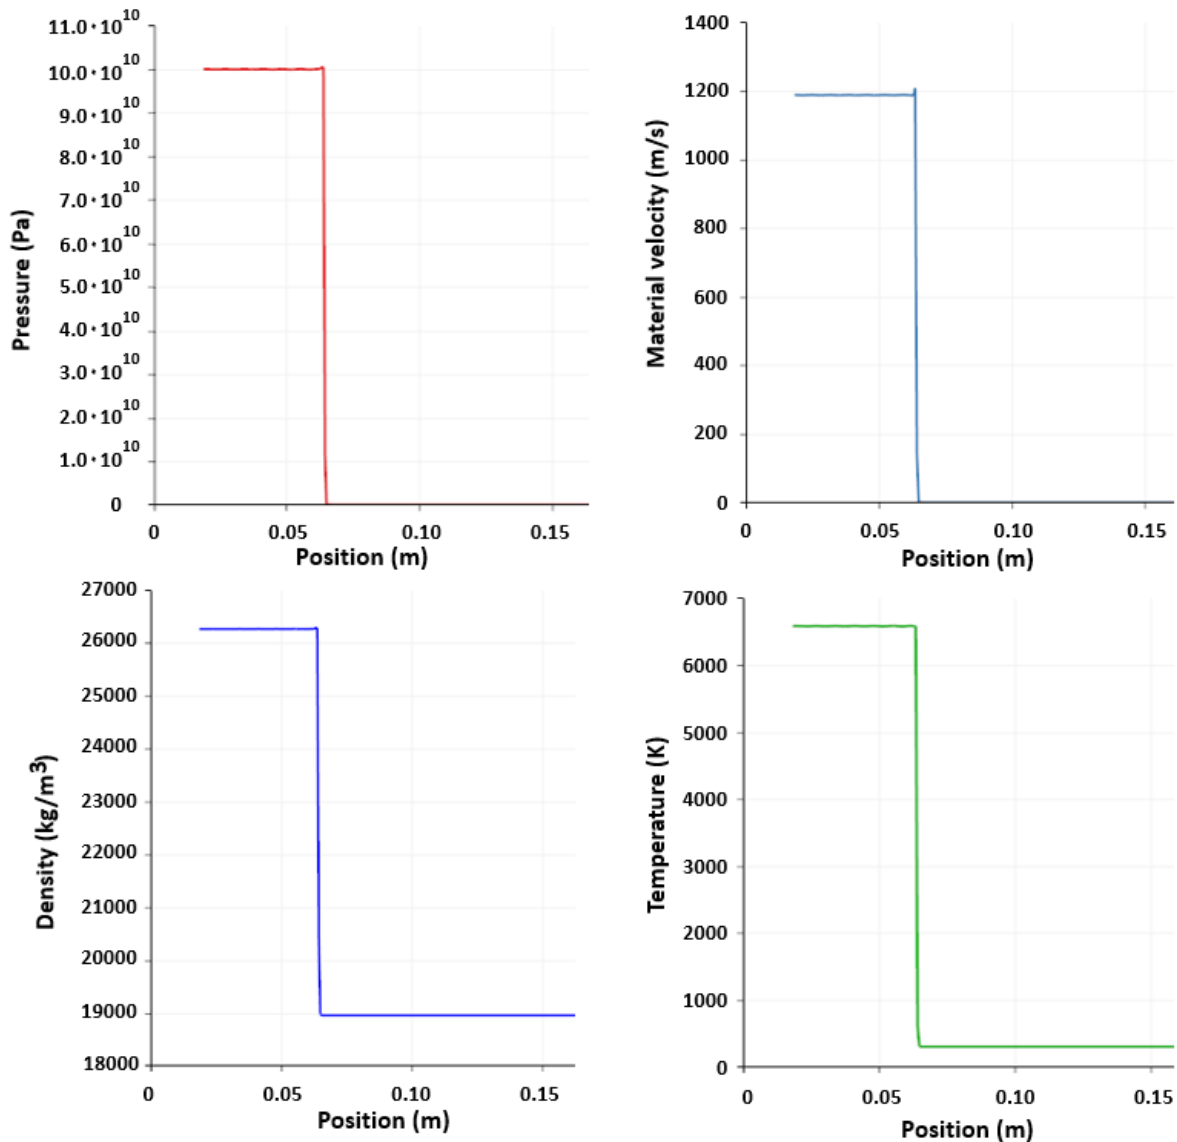 11.0 · 10^10
10.0 · 10^10
9.0 · 10^10
8.0 · 10^10
7.0 · 10^10
6.0 · 10^10
5.0 · 10^10
4.0 · 10^10
3.0 · 10^10
2.0 · 10^10
1.0 · 10^10
0
Pressure (Pa)
0 0.05 0.10 0.15
Position (m)
1400
1200
1000
800
600
400
200
0
Material velocity (m/s)
0 0.05 0.10 0.15
Position (m)
27000
26000
25000
24000
23000
22000
21000
20000
19000
18000
Density (kg/m³)
0 0.05 0.10 0.15
Position (m)
7000
6000
5000
4000
3000
2000
1000
0
Temperature (K)
0 0.05 0.10 0.15
Position (m)